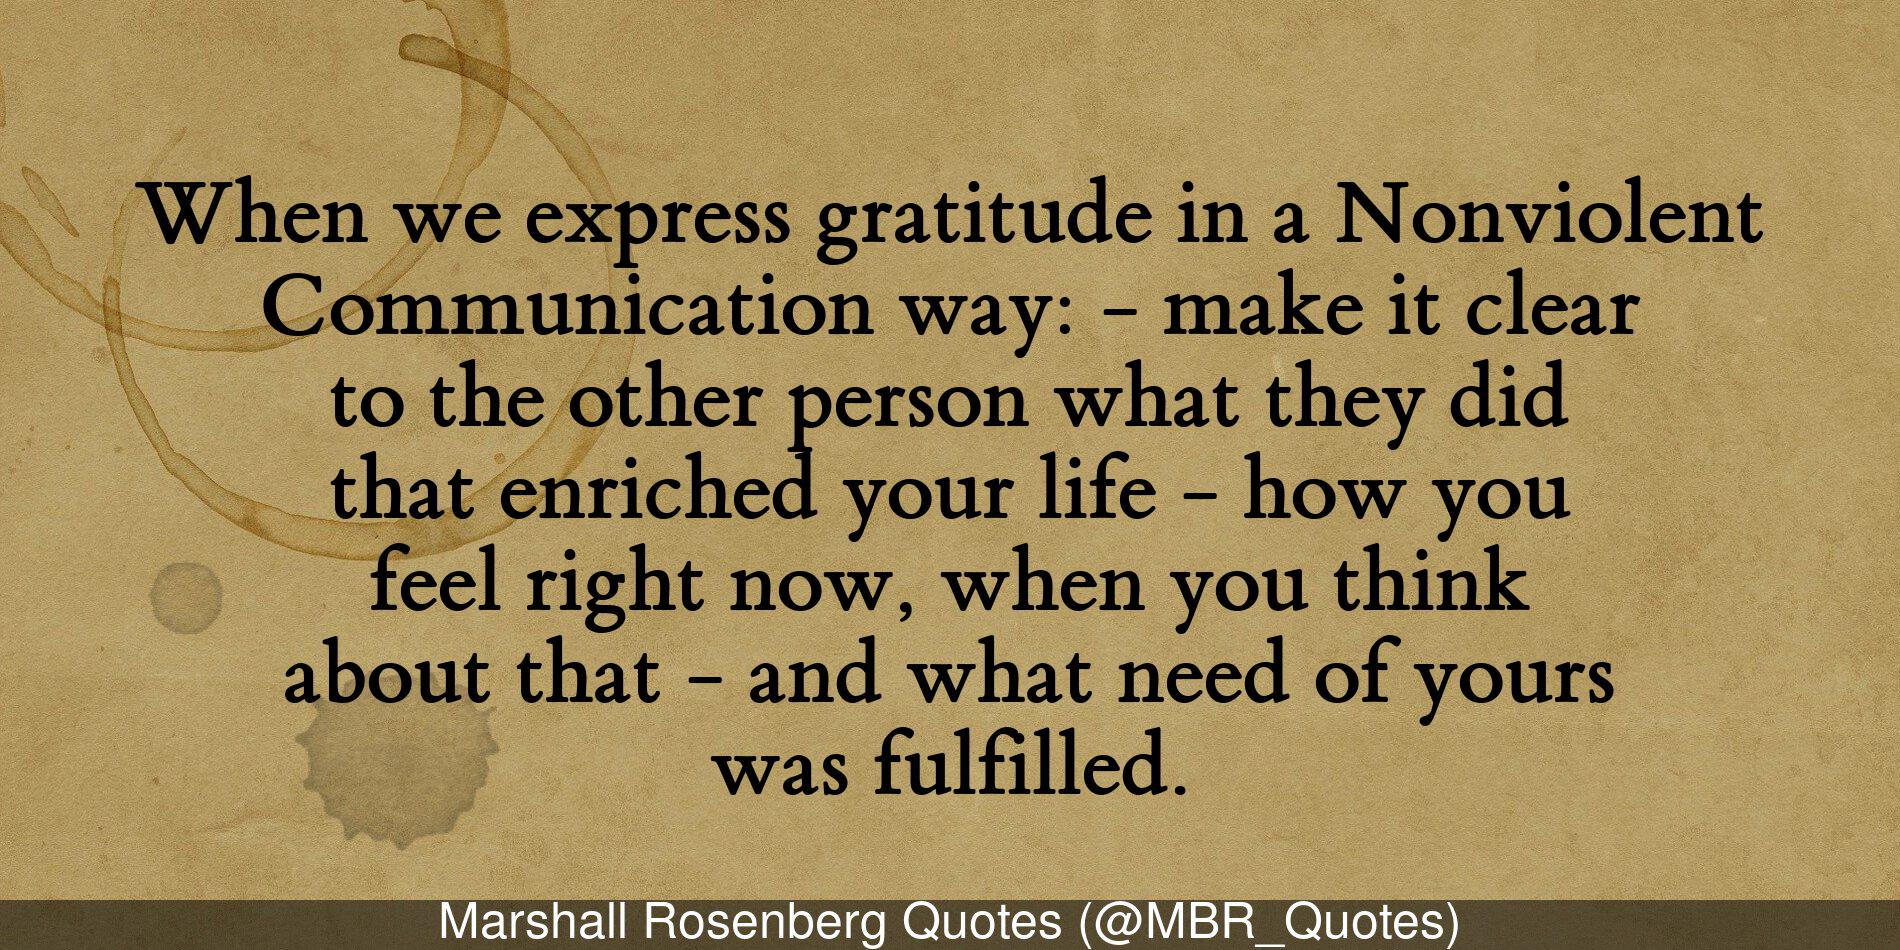 When we express gratitude in a Nonviolent
Communication way: - make it clear
to the other person what they did
that enriched your life - how you
feel right now, when you think
about that - and what need of yours
was fulfilled.
Marshall Rosenberg Quotes (@MBR_Quotes)